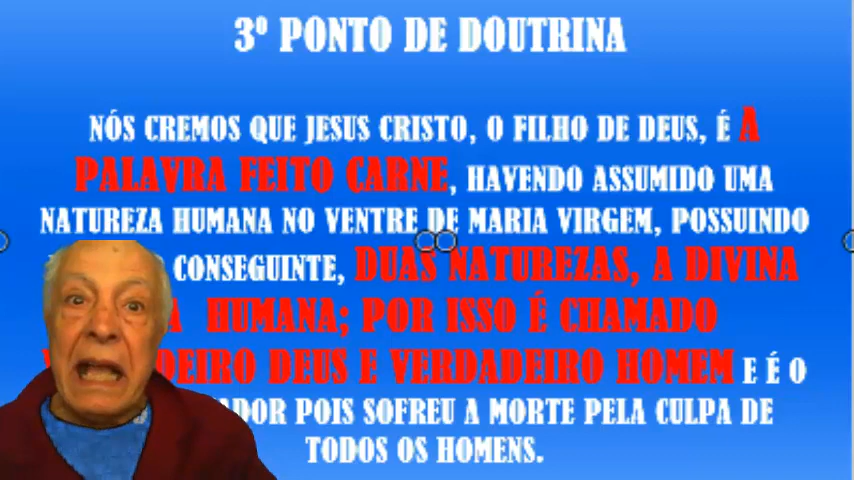 3º PONTO DE DOUTRINA
NÓS CREMOS QUE JESUS CRISTO, O FILHO DE DEUS, É A
PALAVRA FEITO CARNE, HAVENDO ASSUMIDO UMA
NATUREZA HUMANA NO VENTRE DE MARIA VIRGEM, POSSUINDO
CONSEGUINTE, DUAS NATUREZAS, A DIVINA
HUMANA; POR ISSO É CHAMADO
DEUS E VERDADEIRO HOMEM E É O
POIS SOFREU A MORTE PELA CULPA DE
TODOS OS HOMENS.